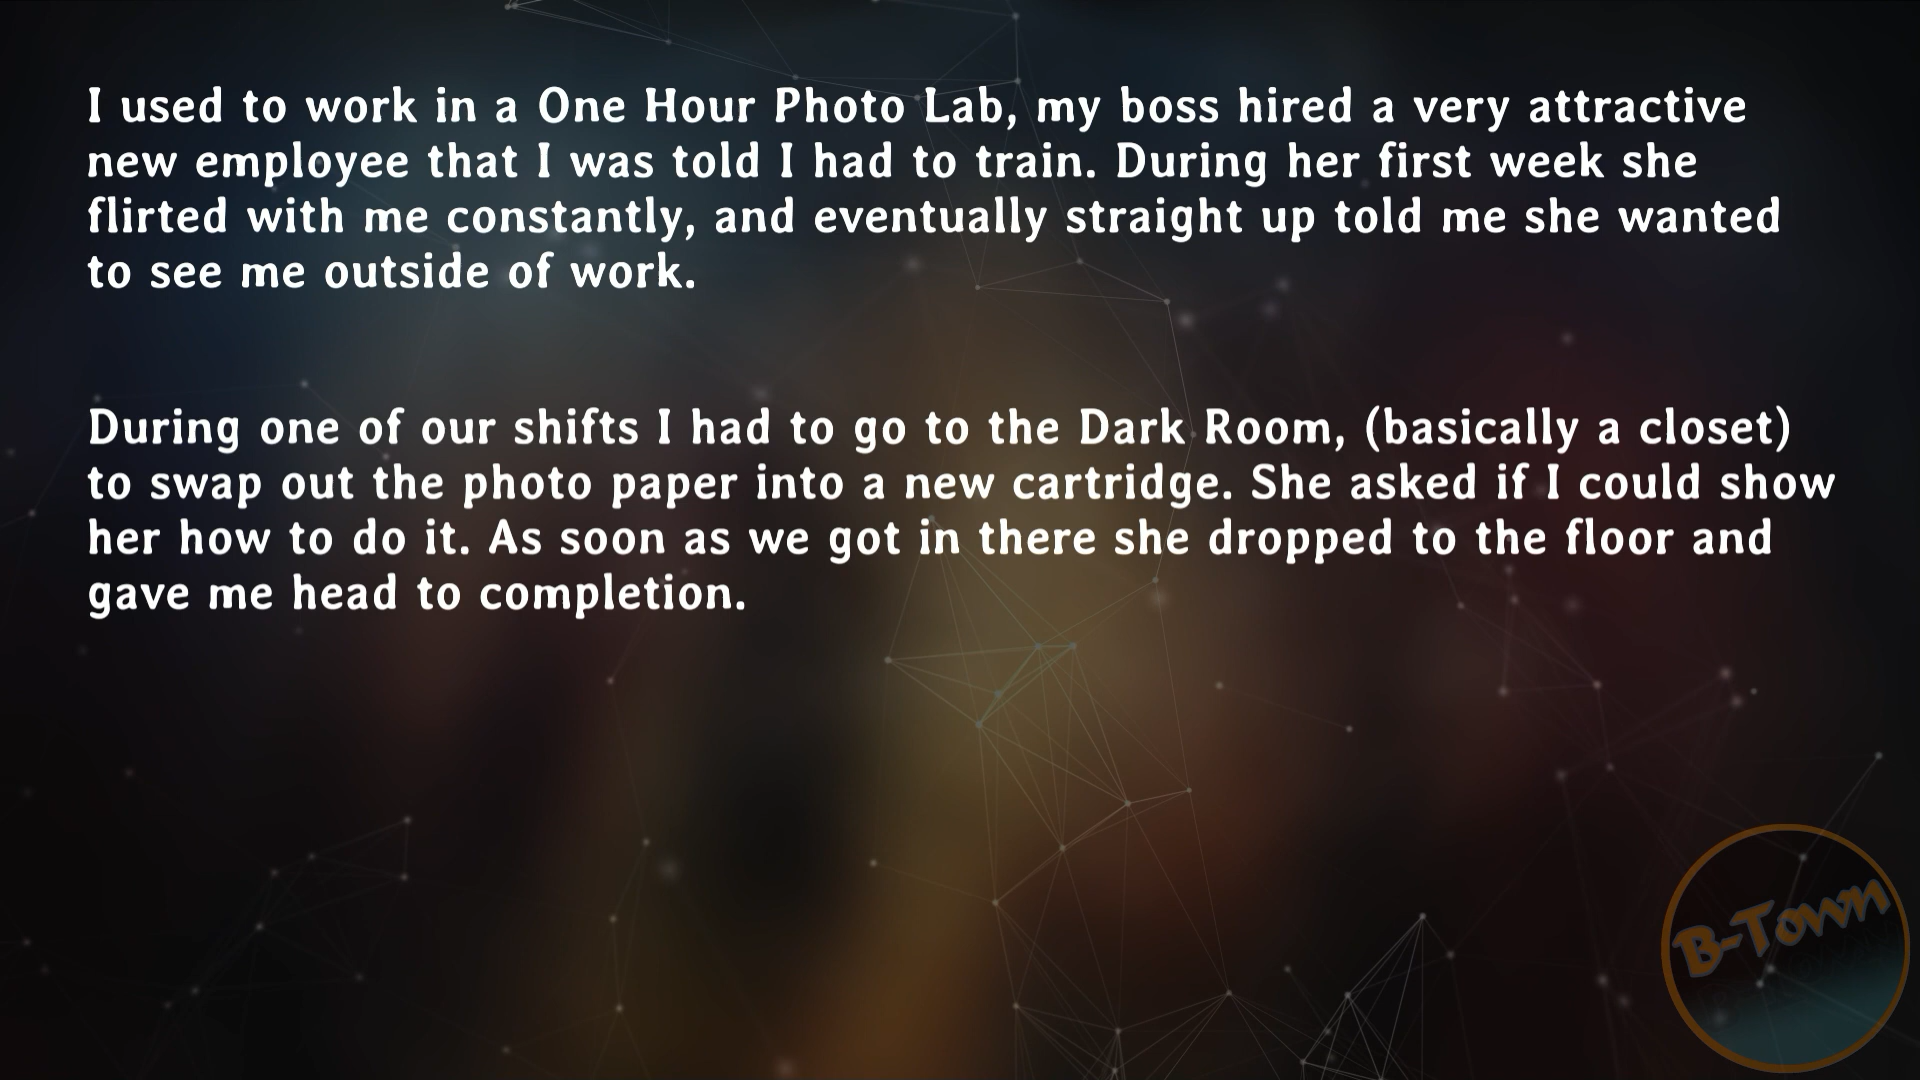 I used to work in a One Hour Photo Lab, my boss hired a very attractive
new employee that I was told I had to train. During her first week she
flirted with me constantly, and eventually straight up told me she wanted
to see me outside of work.
During one of our shifts I had to go to the Dark Room, (basically a closet)
to swap out the photo paper into a new cartridge. She asked if I could show
her how to do it. As soon as we got in there she dropped to the floor and
gave me head to completion.
B-Town